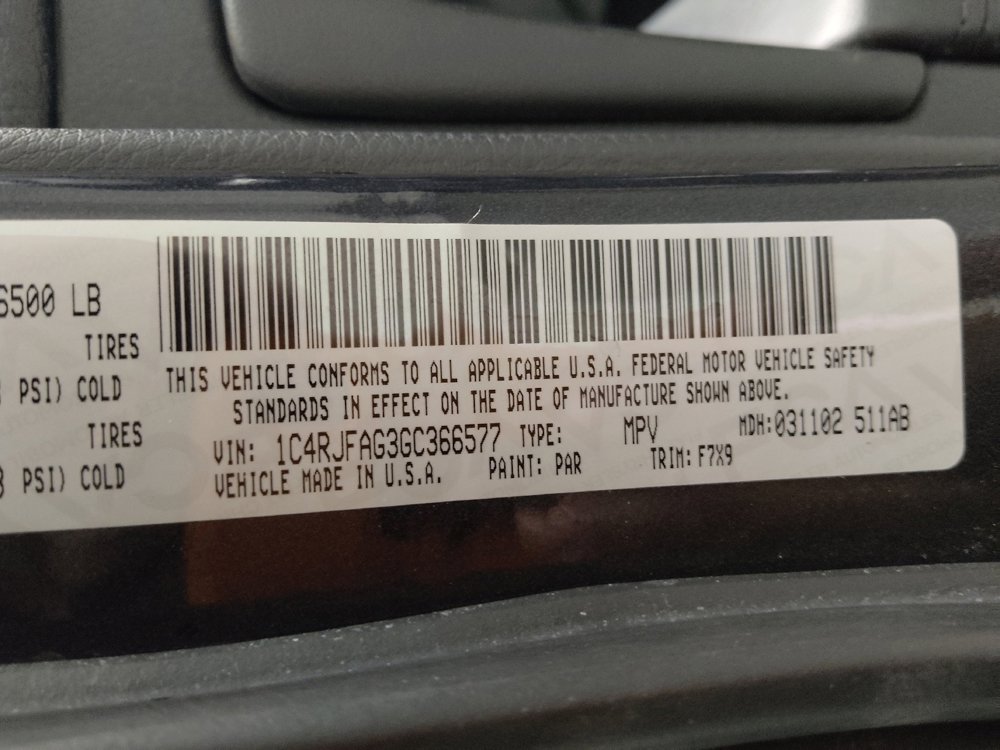 6500 LB
TIRES
PSI) COLD
TIRES
PSI) COLD
THIS VEHICLE CONFORMS TO ALL APPLICABLE U.S.A. FEDERAL MOTOR VEHICLE SAFETY
STANDARDS IN EFFECT ON THE DATE OF MANUFACTURE SHOWN ABOVE.
VIN: 1C4RJFAG3GC366577 TYPE: MPV MDH:031102 511AB
VEHICLE MADE IN U.S.A. PAINT: PAR TRIM: F7X9